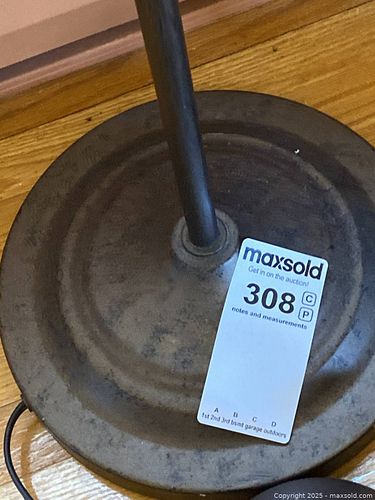 maxsold
Get in on the auction!
308 C
P
notes and measurements
A B C D
1st 2nd 3rd bsmt garage outdoors
Copyright 2025 - maxsold.com